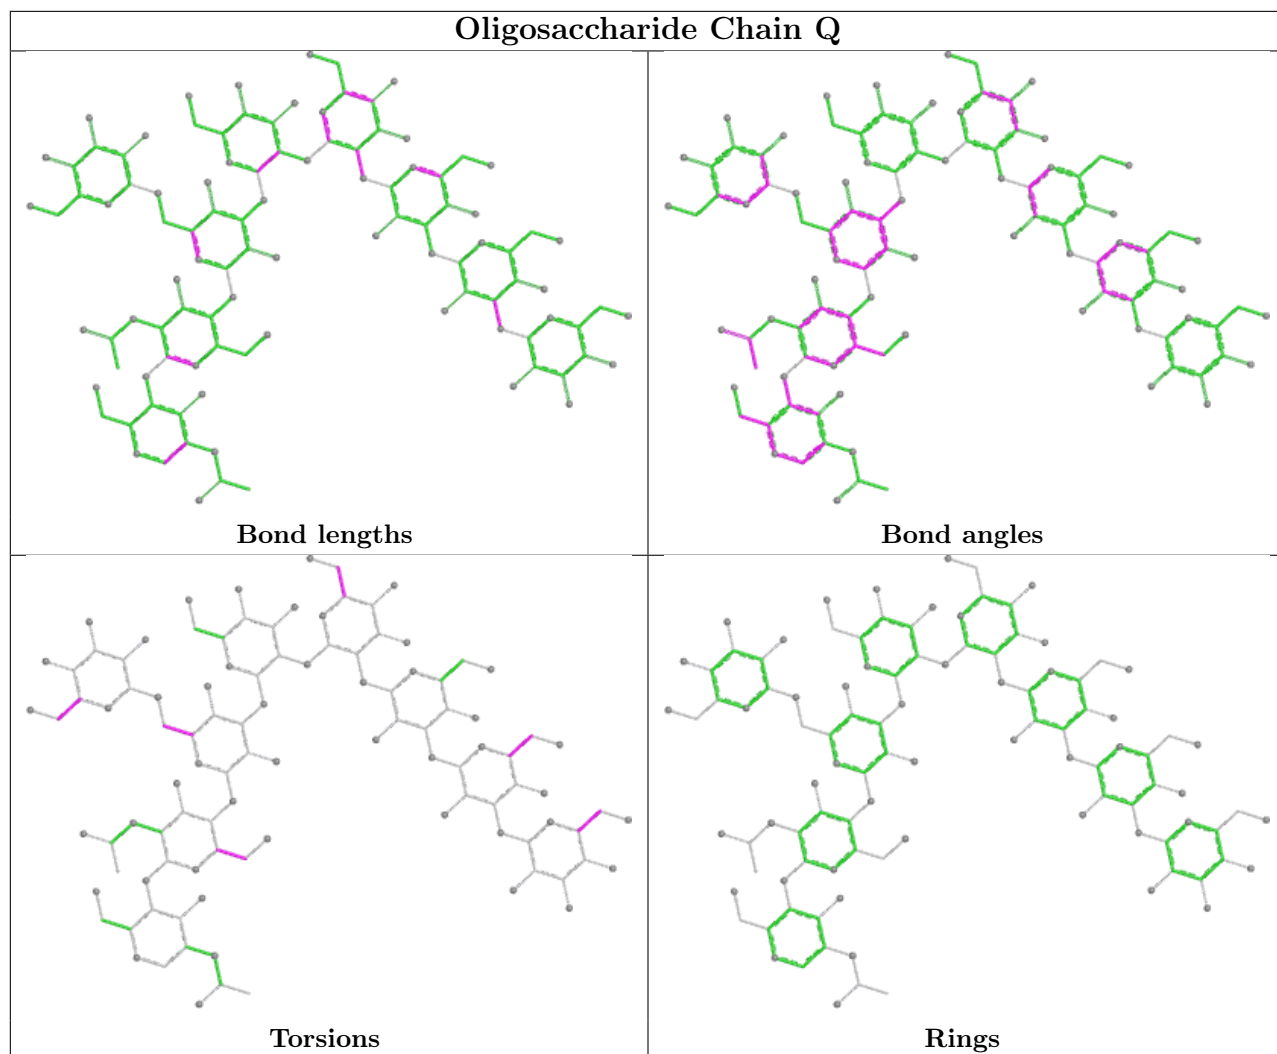 Oligosaccharide Chain Q
Bond lengths
Bond angles
Torsions
Rings